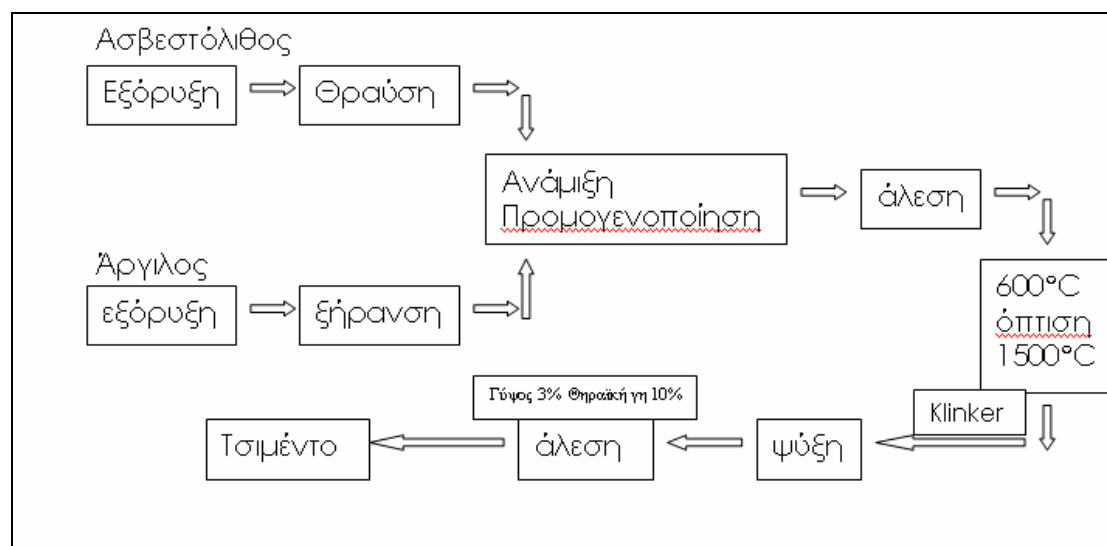 Ασβεστόλιθος
Εξόρυξη
Θραύση
Ανάμιξη
Προμογενοποίηση
άλεση
Άργιλος
εξόρυξη
ξήρανση
600°C
όπτιση
1500°C
Klinker
ψύξη
Γύψος 3% Θηραϊκή γη 10%
άλεση
Τσιμέντο